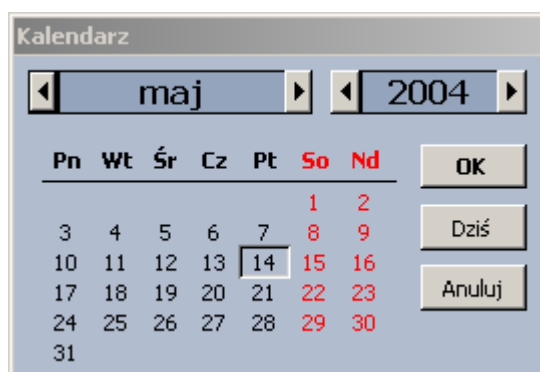 Kalendarz
maj 2004
Pn Wt Śr Cz Pt So Nd
1 2
3 4 5 6 7 8 9
10 11 12 13 14 15 16
17 18 19 20 21 22 23
24 25 26 27 28 29 30
31
OK
Dziś
Anuluj